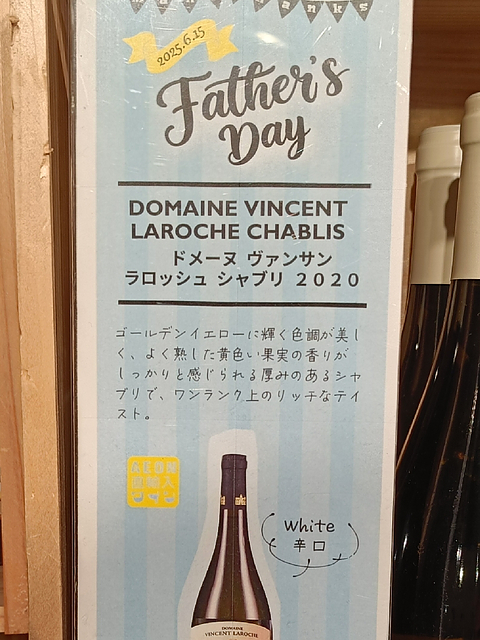 2025.6.15
Father's
Day
DOMAINE VINCENT
LAROCHE CHABLIS
ドメーヌ ヴァンサン
ラロッシュ シャブリ 2020
ゴールデンイエローに輝く色調が美し
く、よく熟した黄色い果実の香りが
しっかりと感じられる厚みのあるシャ
ブリで、ワンランク上のリッチなテイ
スト。
AEON
直輸入
White
辛口
DOMAINE
VINCENT LAROCHE